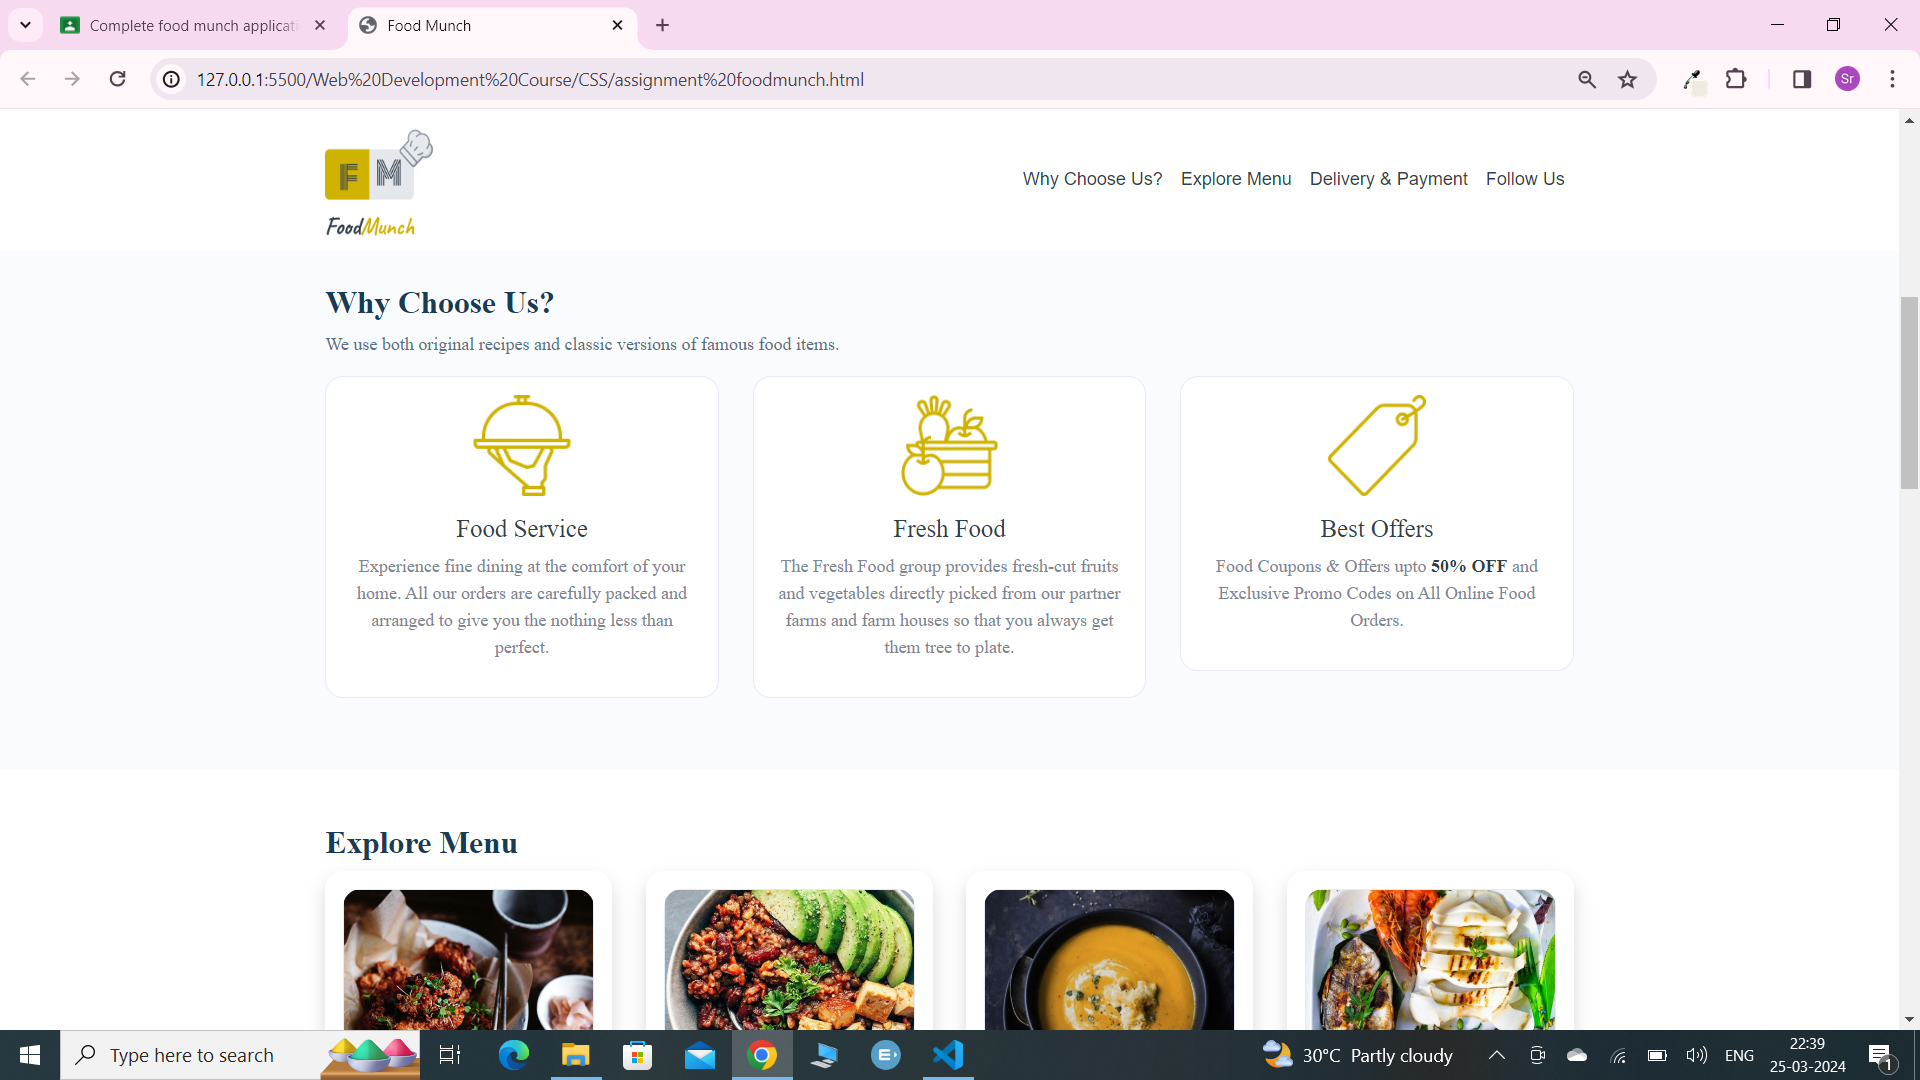 Complete food munch applicati
Food Munch
127.0.0.1:5500/Web%20Development%20Course/CSS/assignment%20foodmunch.html
Sr
F M
FoodMunch
Why Choose Us? Explore Menu Delivery & Payment Follow Us
Why Choose Us?
We use both original recipes and classic versions of famous food items.
Food Service
Experience fine dining at the comfort of your
home. All our orders are carefully packed and
arranged to give you the nothing less than
perfect.
Fresh Food
The Fresh Food group provides fresh-cut fruits
and vegetables directly picked from our partner
farms and farm houses so that you always get
them tree to plate.
Best Offers
Food Coupons & Offers upto 50% OFF and
Exclusive Promo Codes on All Online Food
Orders.
Explore Menu
Type here to search
30°C Partly cloudy
ENG
22:39
25-03-2024
1